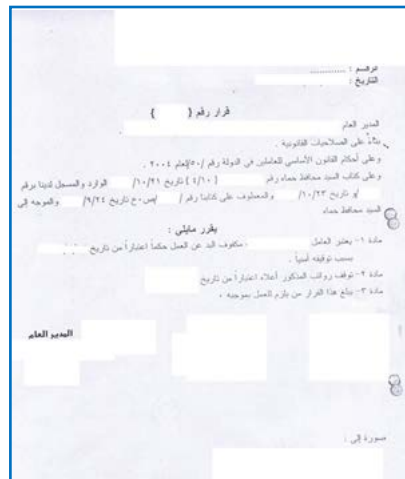 الرقم : ............
التاريخ :
قرار رقم { }
المدير العام
بناءً على الصلاحيات القانونية .
وعلى أحكام القانون الأساسي للعاملين في الدولة رقم /٥٠/لعام ٢٠٠٤ .
وعلى كتاب السيد محافظ حماه رقم ( ٤/١٠ ) تاريخ ١٠/٢١/ الوارد والمسجل لدينا برقم
/و تاريخ ١٠/٢٣/ والمعطوف على كتابنا رقم / /ص.ع تاريخ ٩/٢٤/ والموجه إلى
السيد محافظ حماه
يقرر مايلي :
مادة ١- يعتبر العامل مكفوف اليد عن العمل حكماً اعتباراً من تاريخ
بسبب توقيفه أمنياً .
مادة ٢- توقف رواتب المذكور أعلاه اعتباراً من تاريخ
مادة ٣- يبلغ هذا القرار من يلزم للعمل بموجبه .
المدير العام
صورة إلى :